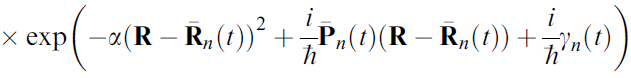 × exp(−α(𝐑 − 𝐑̄ₙ(t))² + i/ħ 𝐏̄ₙ(t)(𝐑 − 𝐑̄ₙ(t)) + i/ħ γₙ(t))